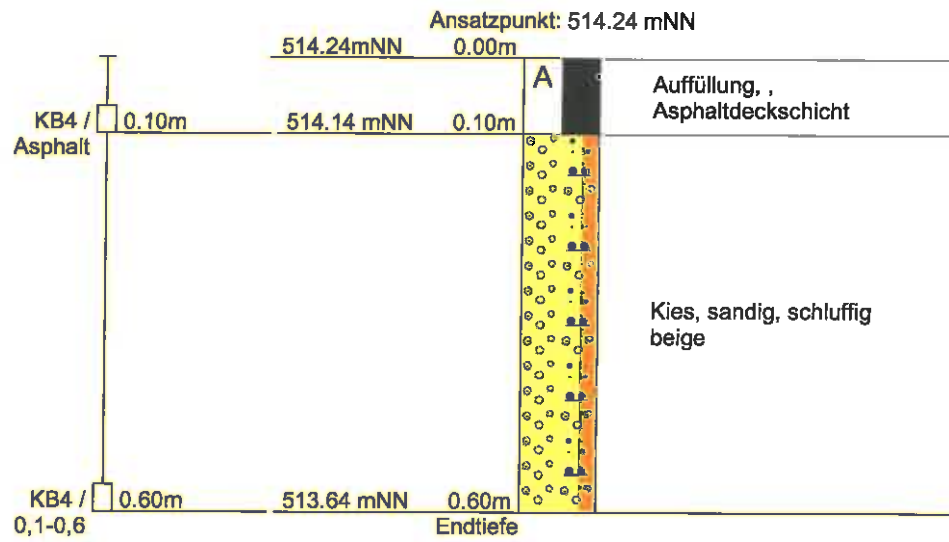 Ansatzpunkt: 514.24 mNN
514.24mNN 0.00m
A
Auffüllung, ,
Asphaltdeckschicht
KB4 / 0.10m 514.14 mNN 0.10m
Asphalt
Kies, sandig, schluffig
beige
KB4 / 0.60m 513.64 mNN 0.60m
0,1-0,6 Endtiefe